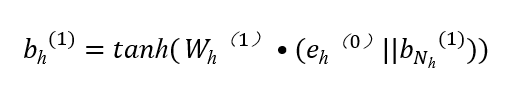 b_h^{(1)} = tanh( W_h^{(1)} • (e_h^{(0)} ||b_{N_h}^{(1)}))